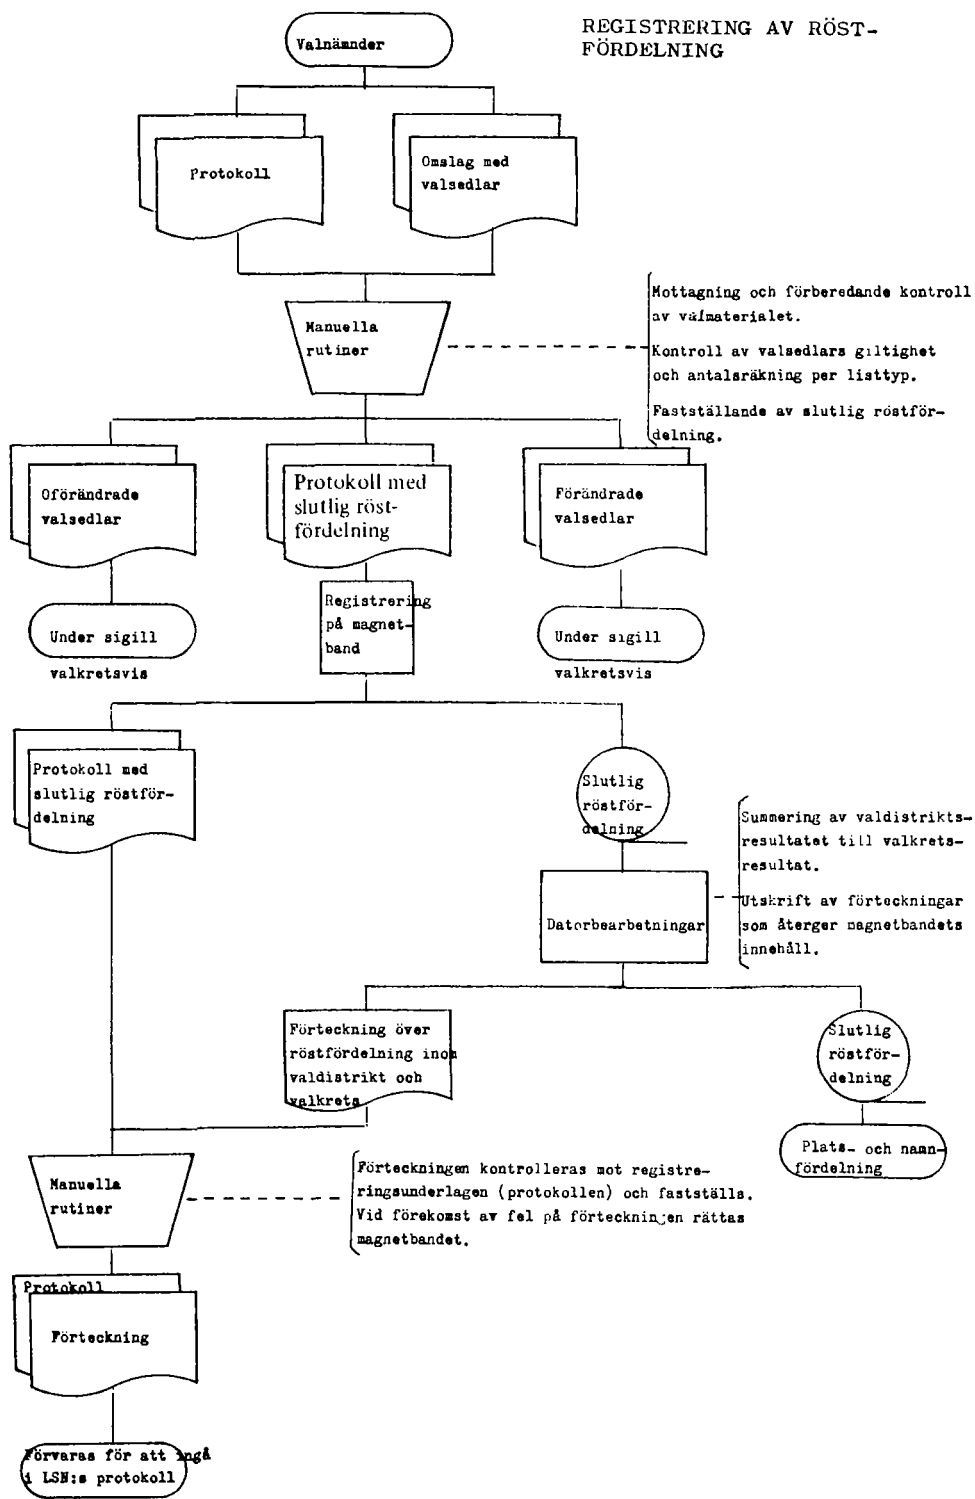 REGISTRERING AV RÖST-
FÖRDELNING
Valnämnder
Protokoll
Omslag med
valsedlar
Manuella
rutiner
Mottagning och förberedande kontroll
av valmaterialet.
Kontroll av valsedlars giltighet
och antalsräkning per listtyp.
Fastställande av slutlig röstför-
delning.
Oförändrade
valsedlar
Protokoll med
slutlig röst-
fördelning
Förändrade
valsedlar
Registrering
på magnet-
band
Under sigill
valkretsvis
Under sigill
valkretsvis
Protokoll med
slutlig röstför-
delning
Slutlig
röstför-
delning
Summering av valdistrikts-
resultatet till valkrets-
resultat.
Utskrift av förteckningar
som återger magnetbandets
innehåll.
Datorbearbetningar
Förteckning över
röstfördelning inom
valdistrikt och
valkrets
Slutlig
röstför-
delning
Plats- och namn-
fördelning
Manuella
rutiner
Förteckningen kontrolleras mot registre-
ringsunderlagen (protokollen) och fastställs.
Vid förekomst av fel på förteckningen rättas
magnetbandet.
Protokoll
Förteckning
Förvaras för att ingå
i LSN:s protokoll